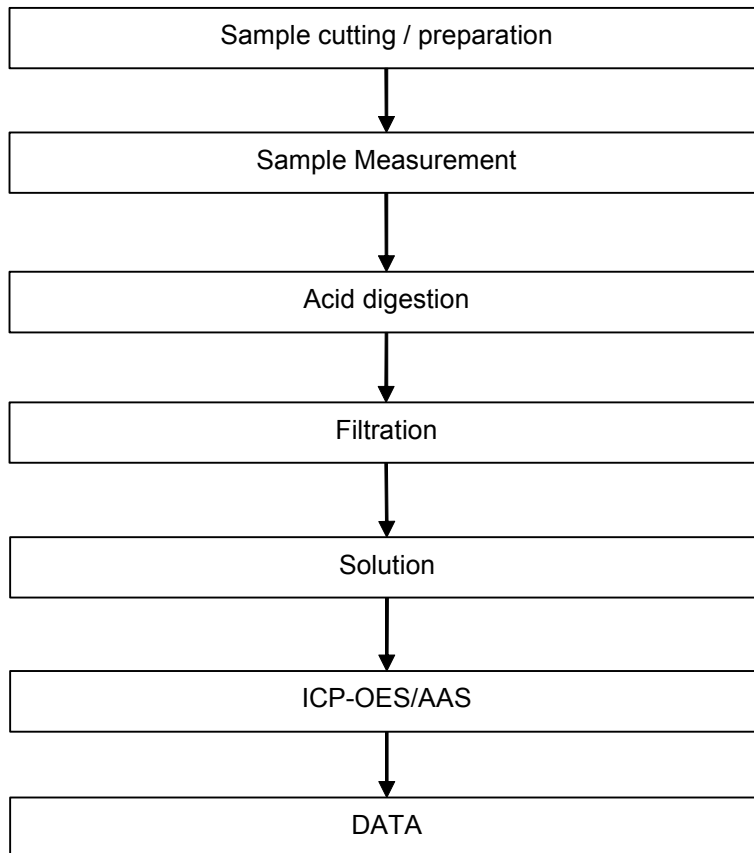 Sample cutting / preparation
Sample Measurement
Acid digestion
Filtration
Solution
ICP-OES/AAS
DATA